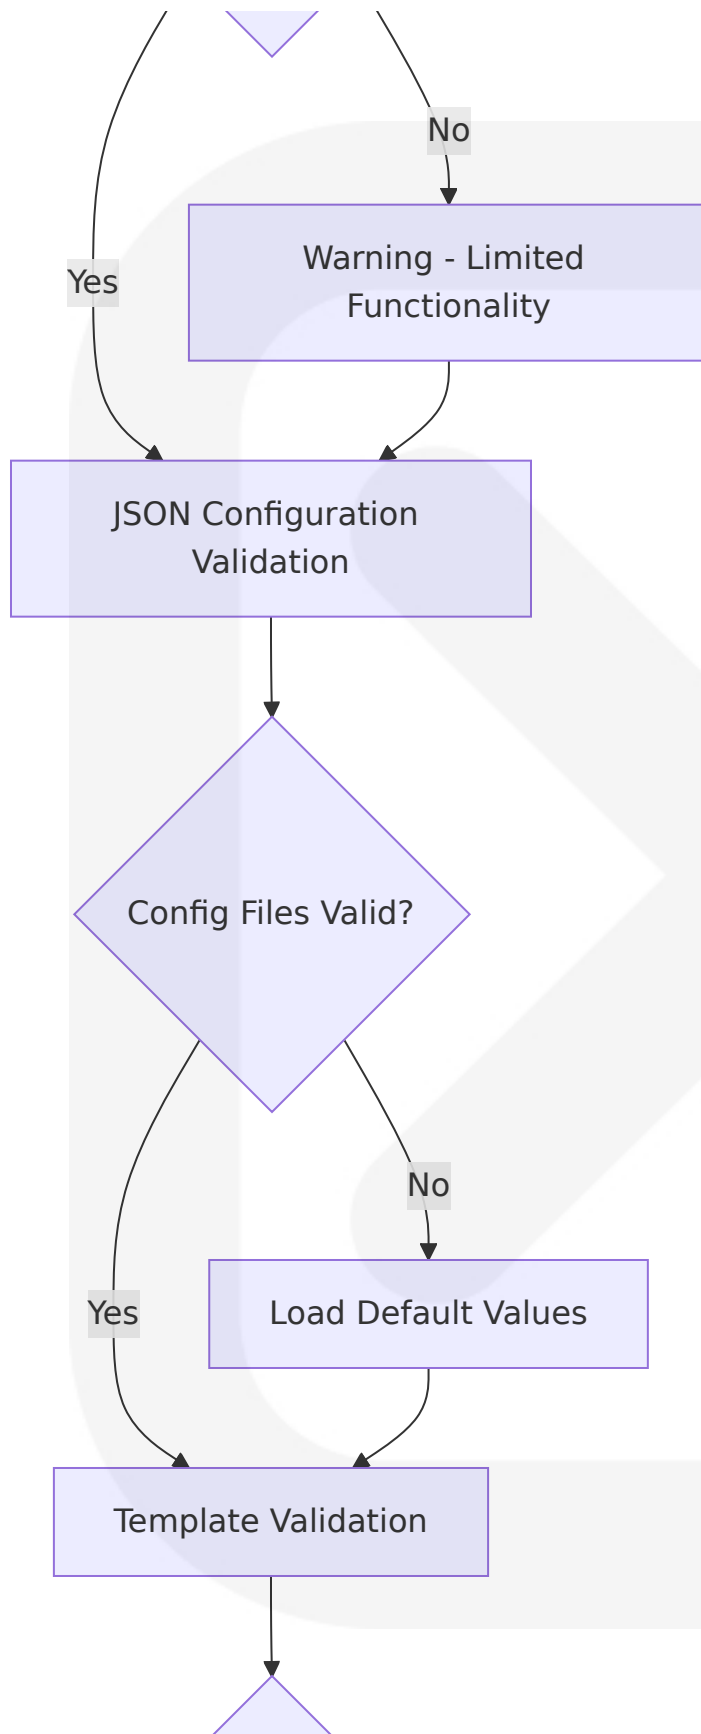 No
Yes
Warning - Limited
Functionality
JSON Configuration
Validation
Config Files Valid?
No
Yes
Load Default Values
Template Validation